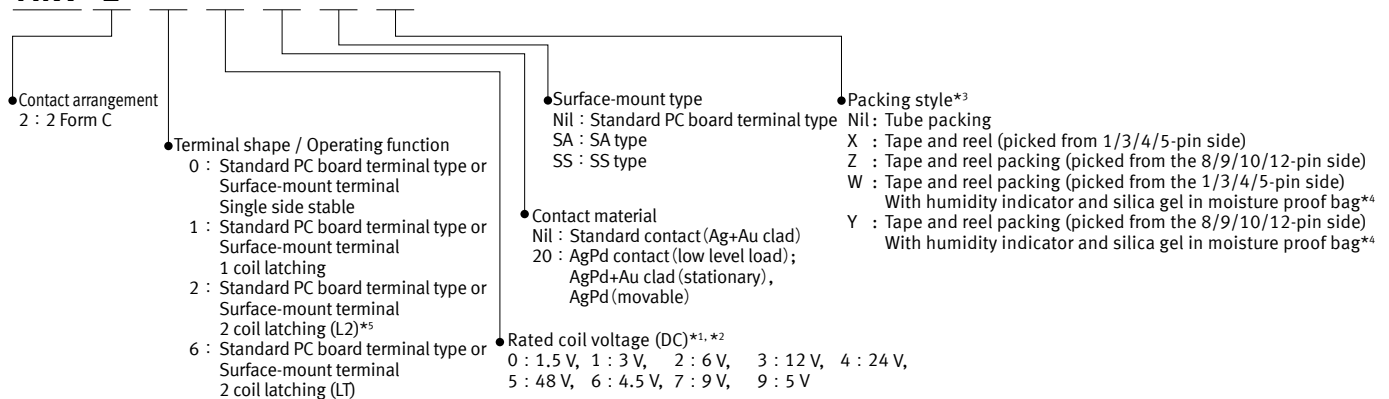 Contact arrangement
2 : 2 Form C
Terminal shape / Operating function
0 : Standard PC board terminal type or
Surface-mount terminal
Single side stable
1 : Standard PC board terminal type or
Surface-mount terminal
1 coil latching
2 : Standard PC board terminal type or
Surface-mount terminal
2 coil latching (L2)*5
6 : Standard PC board terminal type or
Surface-mount terminal
2 coil latching (LT)
Rated coil voltage (DC)*1, *2
0 : 1.5 V, 1 : 3 V, 2 : 6 V, 3 : 12 V, 4 : 24 V,
5 : 48 V, 6 : 4.5 V, 7 : 9 V, 9 : 5 V
Contact material
Nil : Standard contact (Ag+Au clad)
20 : AgPd contact (low level load);
AgPd+Au clad (stationary),
AgPd (movable)
Surface-mount type
Nil : Standard PC board terminal type
SA : SA type
SS : SS type
Packing style*3
Nil : Tube packing
X : Tape and reel (picked from 1/3/4/5-pin side)
Z : Tape and reel packing (picked from the 8/9/10/12-pin side)
W : Tape and reel packing (picked from the 1/3/4/5-pin side)
With humidity indicator and silica gel in moisture proof bag*4
Y : Tape and reel packing (picked from the 8/9/10/12-pin side)
With humidity indicator and silica gel in moisture proof bag*4